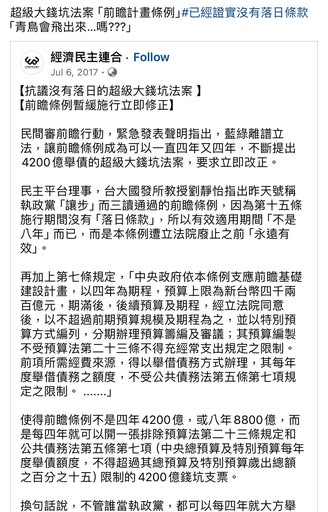 超級大錢坑法案 「前瞻計畫條例」#已經證實沒有落日條款
「青鳥會飛出來...嗎???」
經濟民主連合 · Follow
Jul 6, 2017 ·
【抗議沒有落日的超級大錢坑法案 】
【前瞻條例暫緩施行立即修正】
民間審前瞻行動，緊急發表聲明指出，藍綠離譜立
法，讓前瞻條例成為可以一直四年又四年，不斷提出
4200億舉債的超級大錢坑法案，要求立即改正。
民主平台理事，台大國發所教授劉靜怡指出昨天號稱
執政黨「讓步」而三讀通過的前瞻條例，因為第十五條
施行期間沒有「落日條款」，所以有效適用期間「不是
八年」而已，而是本條例遭立法院廢止之前「永遠有
效」。
再加上第七條規定，「中央政府依本條例支應前瞻基礎
建設計畫，以四年為期程，預算上限為新台幣四千兩
百億元，期滿後，後續預算及期程，經立法院同意
後，以不超過前期預算規模及期程為之，並以特別預
算方式編列，分期辦理預算籌編及審議；其預算編製
不受預算法第二十三條不得充經常支出規定之限制。
前項所需經費來源，得以舉借債務方式辦理，其每年
度舉借債務之額度，不受公共債務法第五條第七項規
定之限制。 .......」
使得前瞻條例不是四年4200億，或八年8800億，而
是每四年就可以開一張排除預算法第二十三條規定和
公共債務法第五條第七項 (中央總預算及特別預算每年
度舉債額度，不得超過其總預算及特別預算歲出總額
之百分之十五) 限制的4200億錢坑支票。
換句話說，不管誰當執政黨，都可以每四年就大方舉